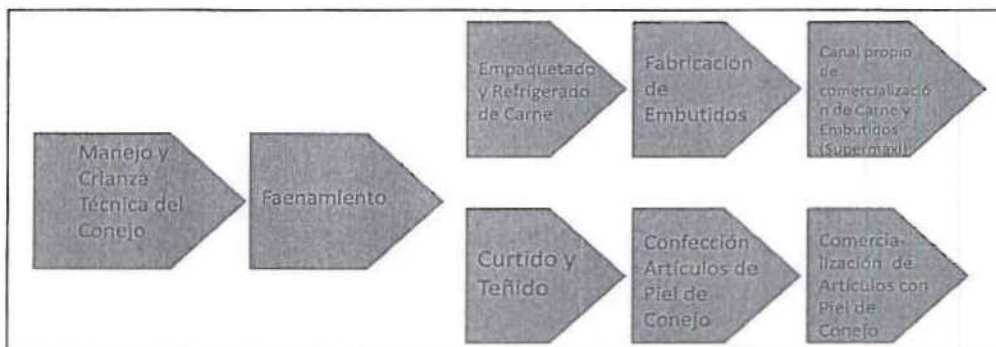 Manejo y
Crianza
Técnica del
Conejo
Faenamiento
Empaquetado
y Refrigerado
de Carne
Fabricación
de
Embutidos
Canal propio
de
comercializació
n de Carne y
Embutidos
(Supermaxi)
Curtido y
Teñido
Confección
Artículos de
Piel de
Conejo
Comercia-
lización de
Artículos con
Piel de
Conejo